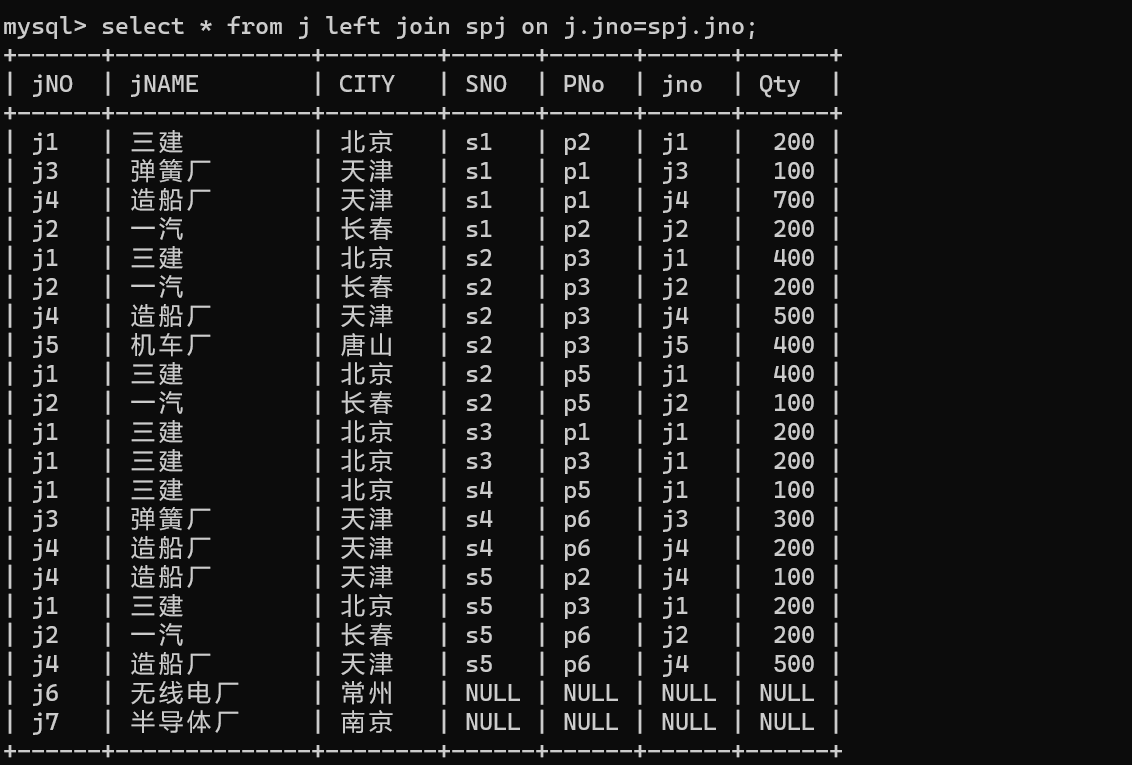 mysql> select * from j left join spj on j.jno=spj.jno;
+------+--------------+--------+------+------+------+------+
| jNO  | jNAME        | CITY   | SNO  | PNo  | jno  | Qty  |
+------+--------------+--------+------+------+------+------+
| j1   | 三建         | 北京   | s1   | p2   | j1   |  200 |
| j3   | 弹簧厂       | 天津   | s1   | p1   | j3   |  100 |
| j4   | 造船厂       | 天津   | s1   | p1   | j4   |  700 |
| j2   | 一汽         | 长春   | s1   | p2   | j2   |  200 |
| j1   | 三建         | 北京   | s2   | p3   | j1   |  400 |
| j2   | 一汽         | 长春   | s2   | p3   | j2   |  200 |
| j4   | 造船厂       | 天津   | s2   | p3   | j4   |  500 |
| j5   | 机车厂       | 唐山   | s2   | p3   | j5   |  400 |
| j1   | 三建         | 北京   | s2   | p5   | j1   |  400 |
| j2   | 一汽         | 长春   | s2   | p5   | j2   |  100 |
| j1   | 三建         | 北京   | s3   | p1   | j1   |  200 |
| j1   | 三建         | 北京   | s3   | p3   | j1   |  200 |
| j1   | 三建         | 北京   | s4   | p5   | j1   |  100 |
| j3   | 弹簧厂       | 天津   | s4   | p6   | j3   |  300 |
| j4   | 造船厂       | 天津   | s4   | p6   | j4   |  200 |
| j4   | 造船厂       | 天津   | s5   | p2   | j4   |  100 |
| j1   | 三建         | 北京   | s5   | p3   | j1   |  200 |
| j2   | 一汽         | 长春   | s5   | p6   | j2   |  200 |
| j4   | 造船厂       | 天津   | s5   | p6   | j4   |  500 |
| j6   | 无线电厂     | 常州   | NULL | NULL | NULL | NULL |
| j7   | 半导体厂     | 南京   | NULL | NULL | NULL | NULL |
+------+--------------+--------+------+------+------+------+